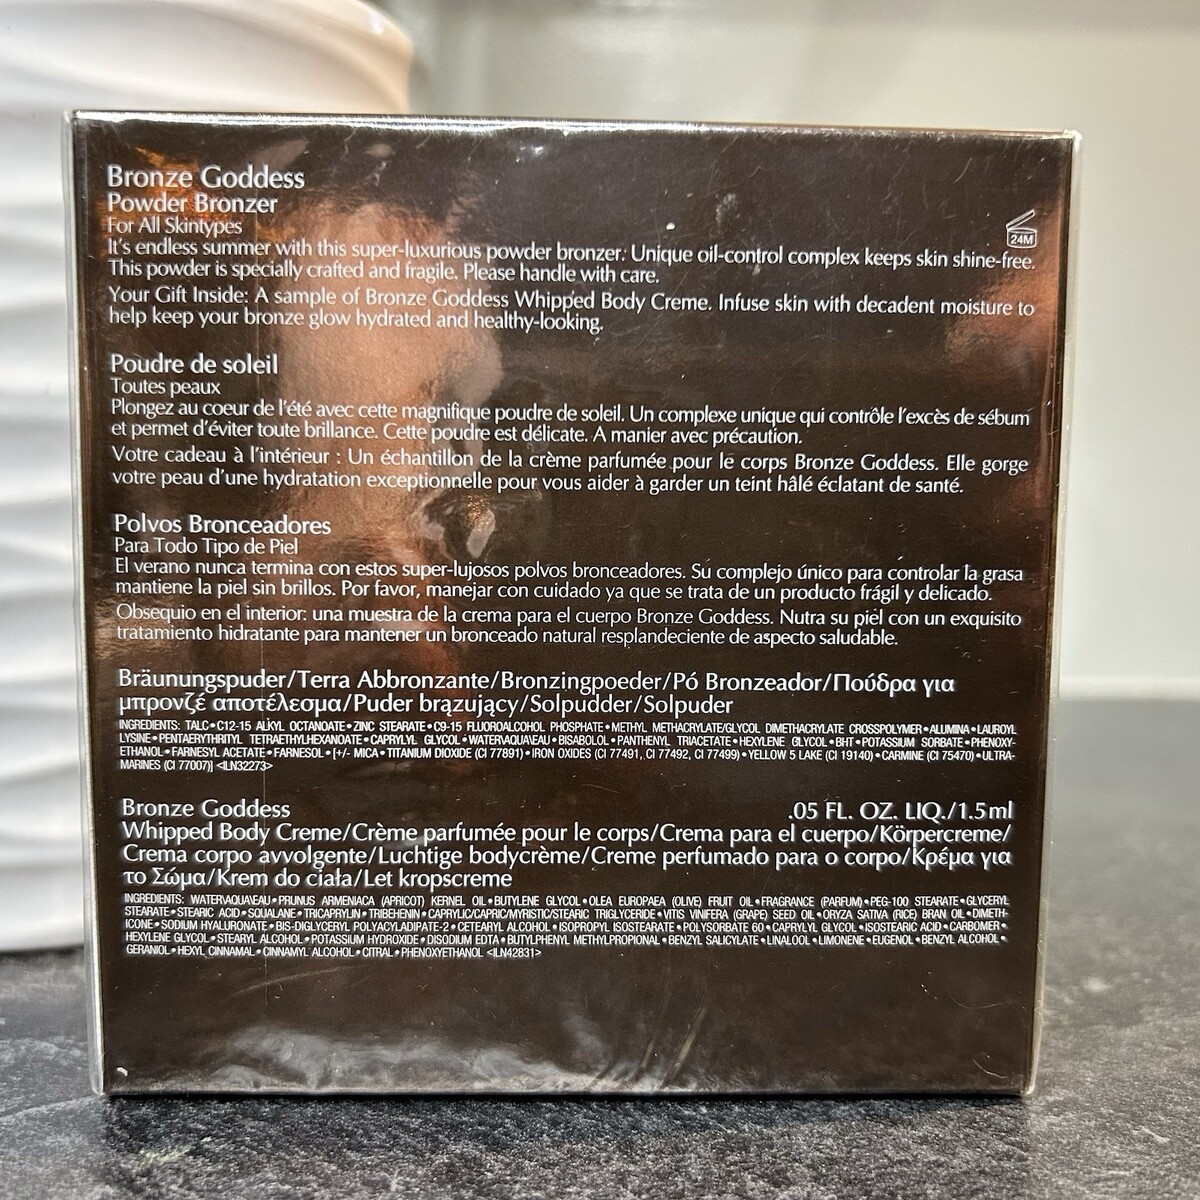 Bronze Goddess
Powder Bronzer
For All Skintypes
24M
It's endless summer with this super-luxurious powder bronzer. Unique oil-control complex keeps skin shine-free.
This powder is specially crafted and fragile. Please handle with care.
Your Gift Inside: A sample of Bronze Goddess Whipped Body Creme. Infuse skin with decadent moisture to
help keep your bronze glow hydrated and healthy-looking.
Poudre de soleil
Toutes peaux
Plongez au coeur de l'été avec cette magnifique poudre de soleil. Un complexe unique qui contrôle l'excès de sébum
et permet d'éviter toute brillance. Cette poudre est délicate. A manier avec précaution.
Votre cadeau à l'intérieur : Un échantillon de la crème parfumée pour le corps Bronze Goddess. Elle gorge
votre peau d'une hydratation exceptionnelle pour vous aider à garder un teint hâlé éclatant de santé.
Polvos Bronceadores
Para Todo Tipo de Piel
El verano nunca termina con estos super-lujosos polvos bronceadores. Su complejo único para controlar la grasa
mantiene la piel sin brillos. Por favor, manejar con cuidado ya que se trata de un producto frágil y delicado.
Obsequio en el interior: una muestra de la crema para el cuerpo Bronze Goddess. Nutra su piel con un exquisito
tratamiento hidratante para mantener un bronceado natural resplandeciente de aspecto saludable.
Bräunungspuder/Terra Abbronzante/Bronzingpoeder/Pó Bronzeador/Πούδρα για
μπρονζέ αποτέλεσμα/Puder brązujący/Solpudder/Solpuder
INGREDIENTS: TALC•C12-15 ALKYL OCTANOATE•ZINC STEARATE•C9-15 FLUOROALCOHOL PHOSPHATE•METHYL METHACRYLATE/GLYCOL DIMETHACRYLATE CROSSPOLYMER•ALUMINA•LAUROYL
LYSINE•PENTAERYTHRITYL TETRAETHYLHEXANOATE•CAPRYLYL GLYCOL•WATER\AQUA\EAU•BISABOLOL•PANTHENYL TRIACETATE•HEXYLENE GLYCOL•BHT•POTASSIUM SORBATE•PHENOXY-
ETHANOL•FARNESYL ACETATE•FARNESOL•[+/- MICA•TITANIUM DIOXIDE (CI 77891)•IRON OXIDES (CI 77491, CI 77492, CI 77499)•YELLOW 5 LAKE (CI 19140)•CARMINE (CI 75470)•ULTRA-
MARINES (CI 77007)] <ILN32273>
Bronze Goddess .05 FL. OZ. LIQ./1.5ml
Whipped Body Creme/Crème parfumée pour le corps/Crema para el cuerpo/Körpercreme/
Crema corpo avvolgente/Luchtige bodycrème/Creme perfumado para o corpo/Κρέμα για
το Σώμα/Krem do ciała/Let kropscreme
INGREDIENTS: WATER\AQUA\EAU•PRUNUS ARMENIACA (APRICOT) KERNEL OIL•BUTYLENE GLYCOL•OLEA EUROPAEA (OLIVE) FRUIT OIL•FRAGRANCE (PARFUM)•PEG-100 STEARATE•GLYCERYL
STEARATE•STEARIC ACID•SQUALANE•TRICAPRYLIN•TRIBEHENIN•CAPRYLIC/CAPRIC/MYRISTIC/STEARIC TRIGLYCERIDE•VITIS VINIFERA (GRAPE) SEED OIL•ORYZA SATIVA (RICE) BRAN OIL•DIMETH-
ICONE•SODIUM HYALURONATE•BIS-DIGLYCERYL POLYACYLADIPATE-2•CETEARYL ALCOHOL•ISOPROPYL ISOSTEARATE•POLYSORBATE 60•CAPRYLYL GLYCOL•ISOSTEARIC ACID•CARBOMER•
HEXYLENE GLYCOL•STEARYL ALCOHOL•POTASSIUM HYDROXIDE•DISODIUM EDTA•BUTYLPHENYL METHYLPROPIONAL•BENZYL SALICYLATE•LINALOOL•LIMONENE•EUGENOL•BENZYL ALCOHOL•
GERANIOL•HEXYL CINNAMAL•CINNAMYL ALCOHOL•CITRAL•PHENOXYETHANOL <ILN42831>